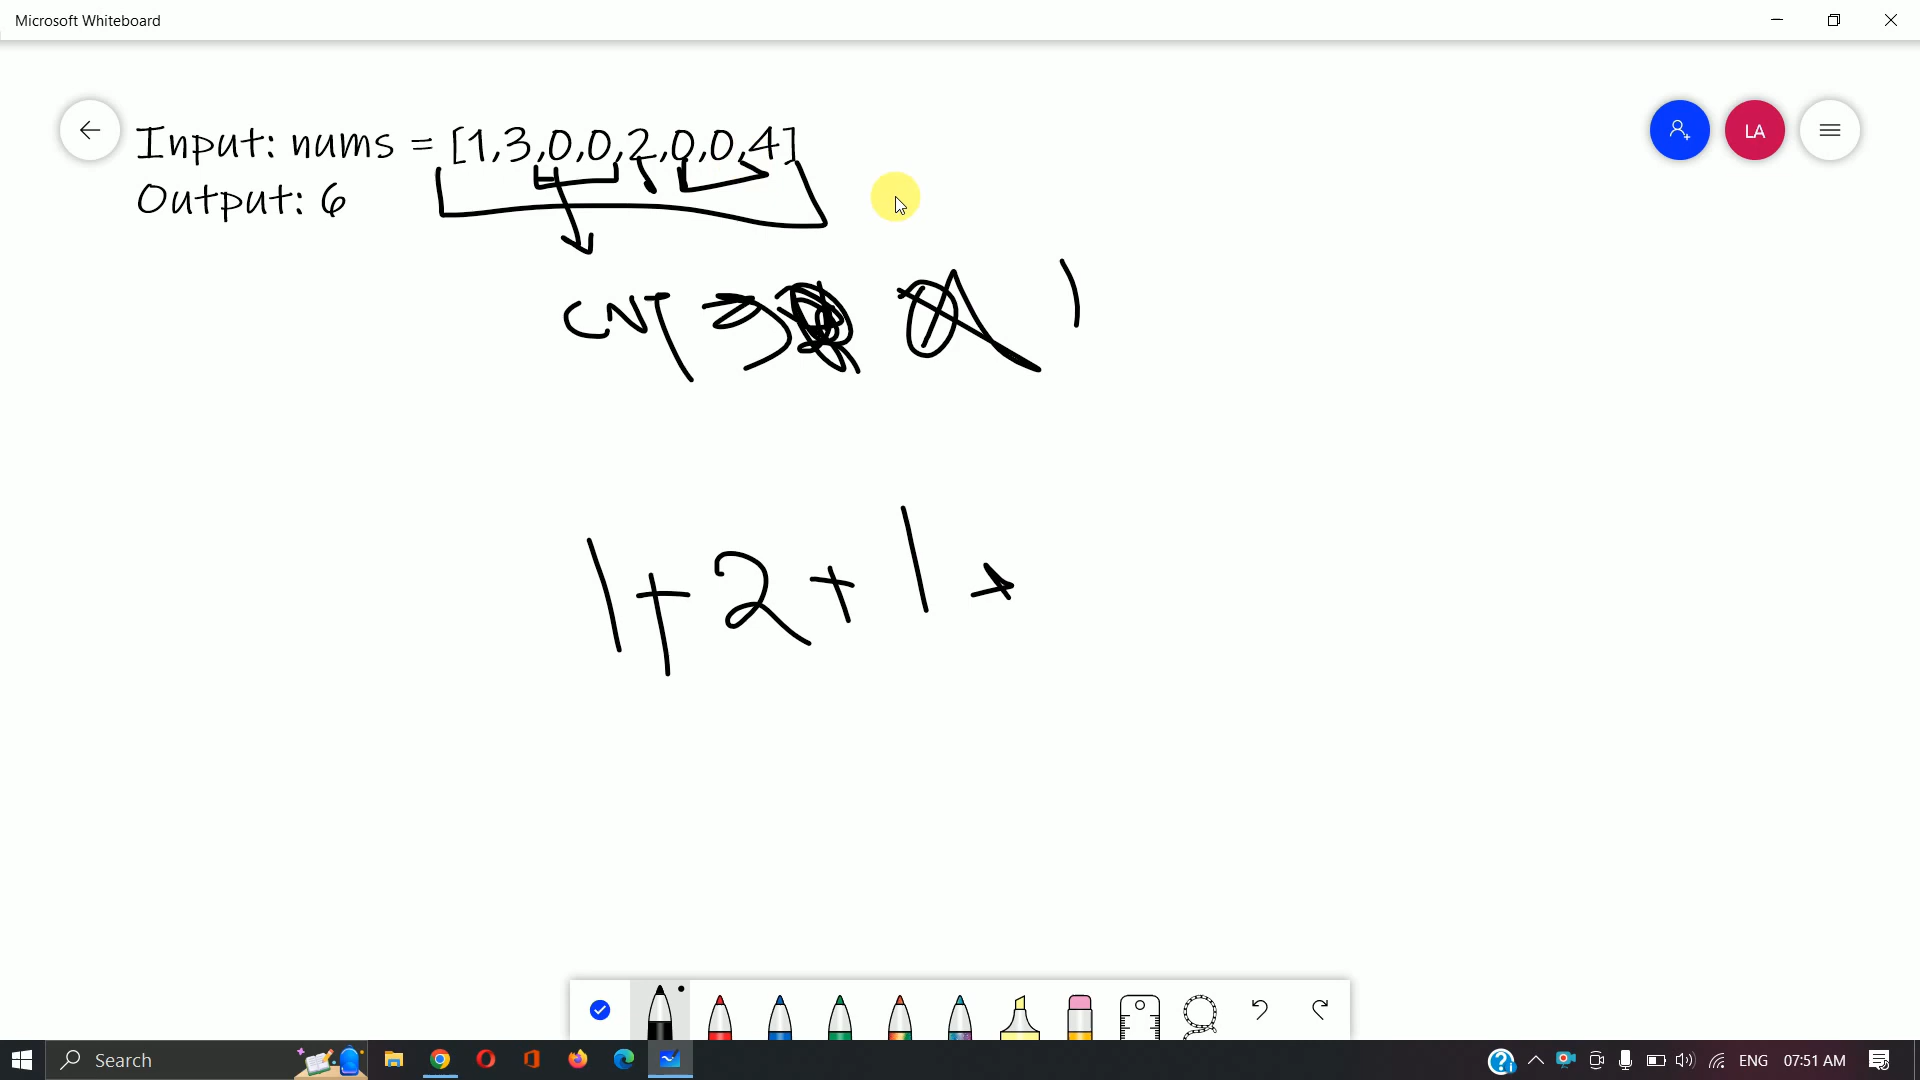 Microsoft Whiteboard
Input: nums = [1,3,0,0,2,0,0,4]
Output: 6
LA
CNT
1 + 2 + 1 +
Search
ENG
07:51 AM